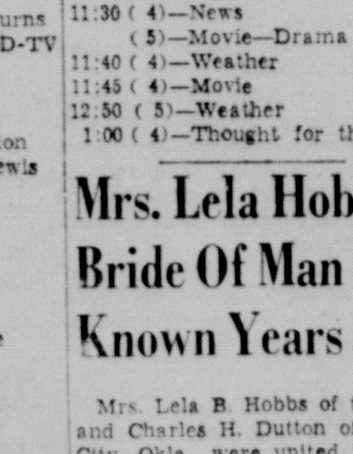 urns
D-TV
ion
ewis
11:30 ( 4)—News
( 5)—Movie—Drama
11:40 ( 4)—Weather
11:45 ( 4)—Movie
12:50 ( 5)—Weather
1:00 ( 4)—Thought for th
Mrs. Lela Hob
Bride Of Man
Known Years
Mrs. Lela B. Hobbs of
and Charles H. Dutton of
City, Okla., were united